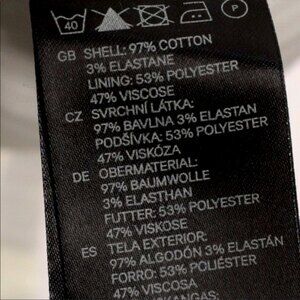 40 P
GB SHELL: 97% COTTON
3% ELASTANE
LINING: 53% POLYESTER
47% VISCOSE
CZ SVRCHNÍ LÁTKA:
97% BAVLNA 3% ELASTAN
PODŠÍVKA: 53% POLYESTER
47% VISKÓZA
DE OBERMATERIAL:
97% BAUMWOLLE
3% ELASTHAN
FUTTER: 53% POLYESTER
47% VISKOSE
ES TELA EXTERIOR:
97% ALGODÓN 3% ELASTÁN
FORRO: 53% POLIÉSTER
47% VISCOSA